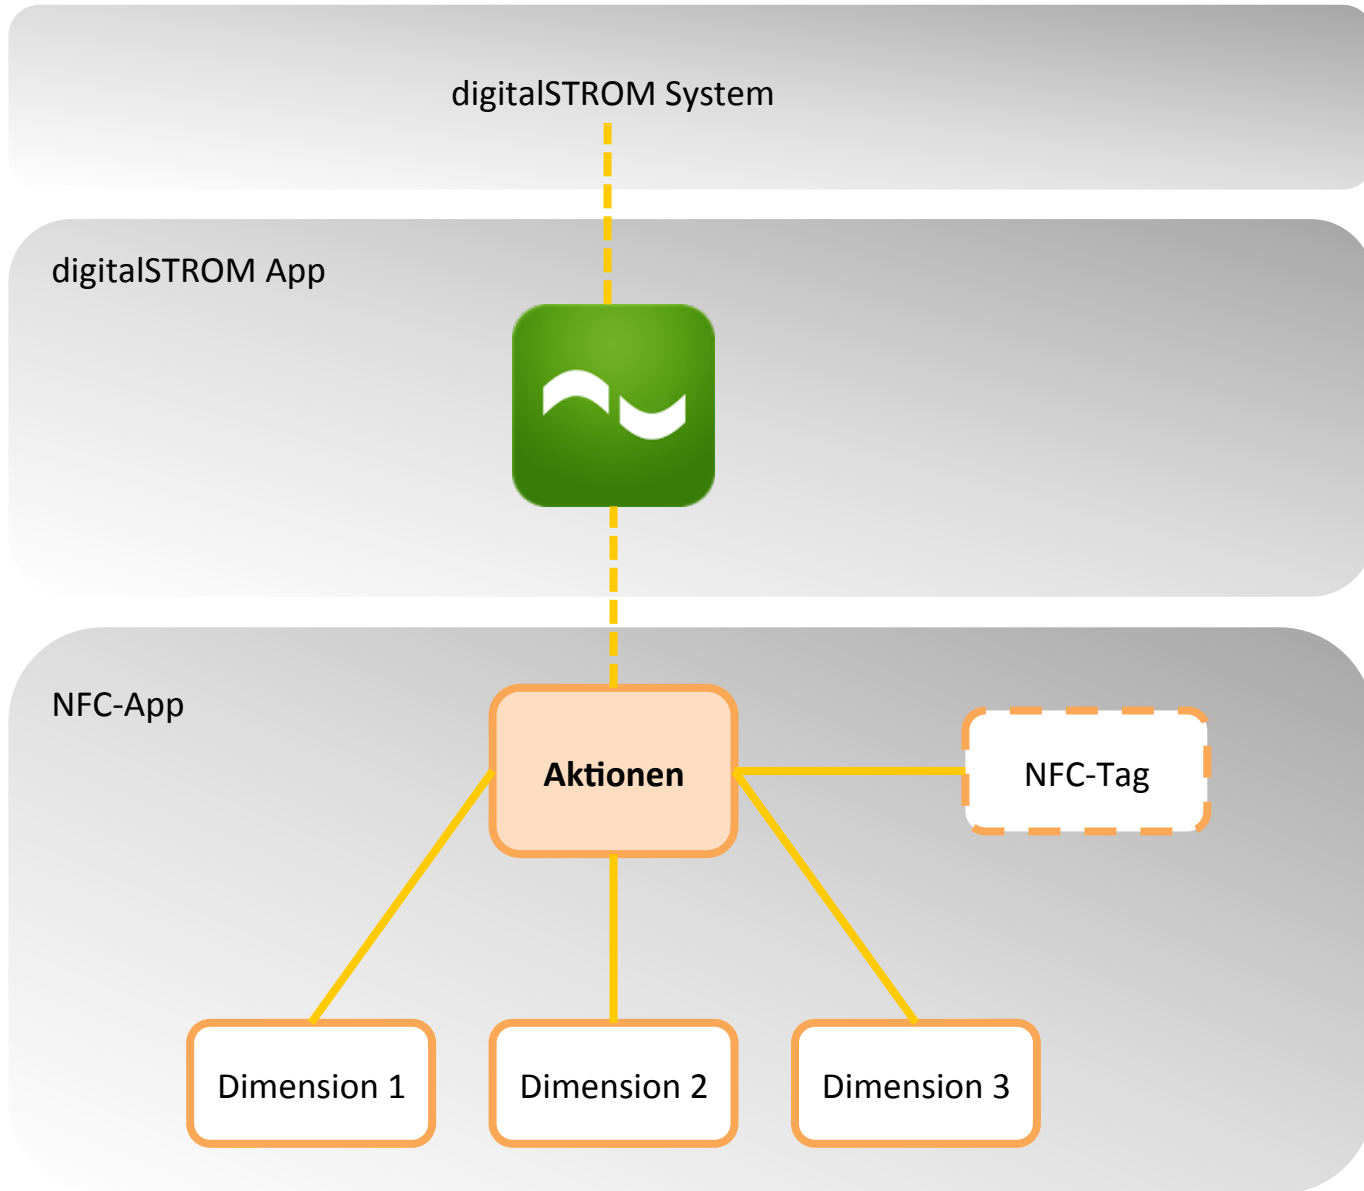 digitalSTROM System
digitalSTROM App
NFC-App
Aktionen
NFC-Tag
Dimension 1
Dimension 2
Dimension 3